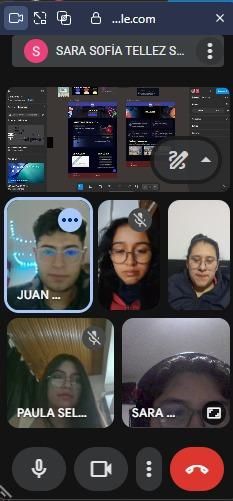 ...le.com
S
SARA SOFÍA TELLEZ S...
JUAN ...
PAULA SEL...
SARA ...